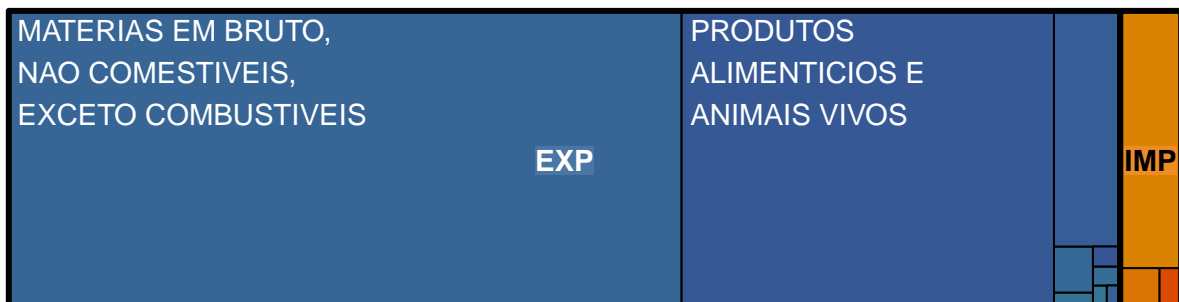 MATERIAS EM BRUTO,
NAO COMESTIVEIS,
EXCETO COMBUSTIVEIS
PRODUTOS
ALIMENTICIOS E
ANIMAIS VIVOS
EXP
IMP